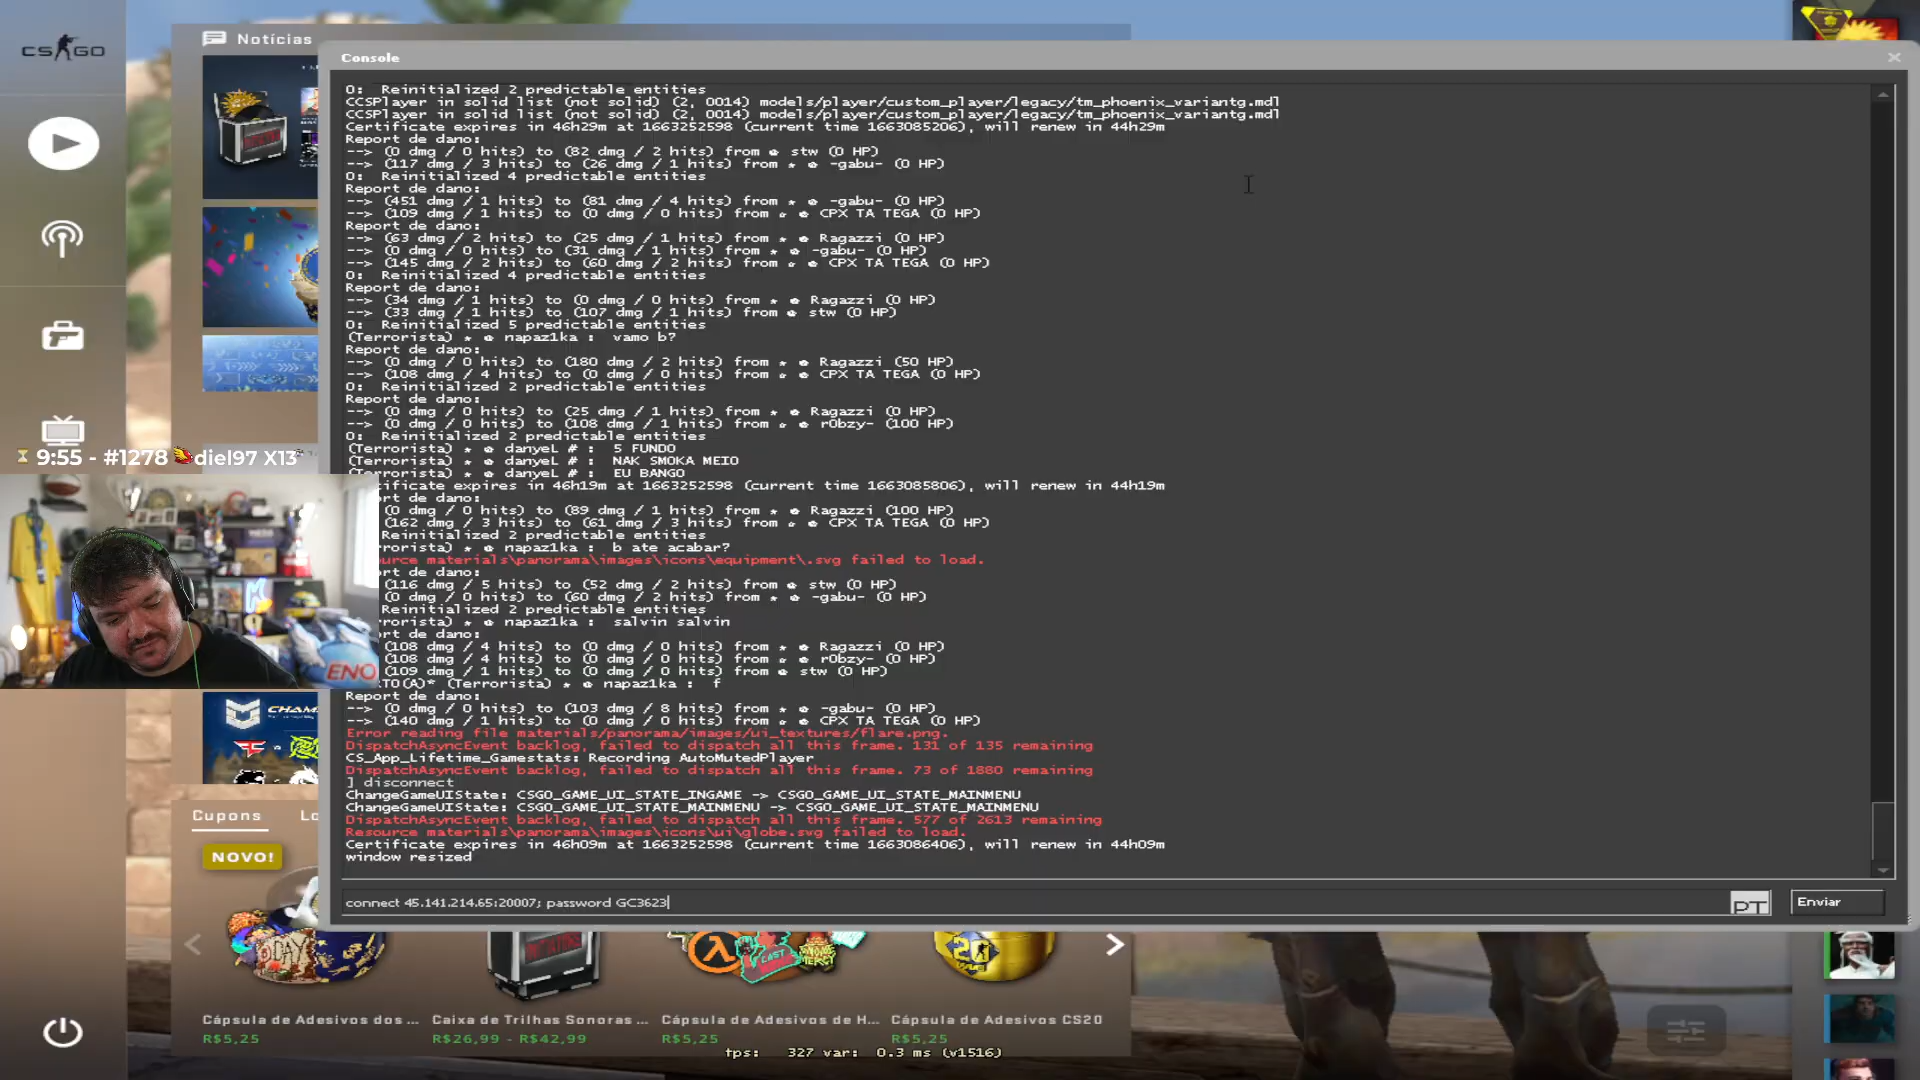 CS GO
Notícias
Console
0:  Reinitialized 2 predictable entities
CCSPlayer in solid list (not solid) (2, 0014) models/player/custom_player/legacy/tm_phoenix_variantg.mdl
CCSPlayer in solid list (not solid) (2, 0014) models/player/custom_player/legacy/tm_phoenix_variantg.mdl
Certificate expires in 46h29m at 1663252598 (current time 1663085206), will renew in 44h29m
Report de dano:
--> (0 dmg / 0 hits) to (82 dmg / 2 hits) from stw (0 HP)
--> (117 dmg / 3 hits) to (26 dmg / 1 hits) from -gabu- (0 HP)
0:  Reinitialized 4 predictable entities
Report de dano:
--> (451 dmg / 1 hits) to (81 dmg / 4 hits) from -gabu- (0 HP)
--> (109 dmg / 1 hits) to (0 dmg / 0 hits) from CPX TA TEGA (0 HP)
Report de dano:
--> (63 dmg / 2 hits) to (25 dmg / 1 hits) from Ragazzi (0 HP)
--> (0 dmg / 0 hits) to (31 dmg / 1 hits) from -gabu- (0 HP)
--> (145 dmg / 2 hits) to (60 dmg / 2 hits) from CPX TA TEGA (0 HP)
0:  Reinitialized 4 predictable entities
Report de dano:
--> (34 dmg / 1 hits) to (0 dmg / 0 hits) from Ragazzi (0 HP)
--> (33 dmg / 1 hits) to (107 dmg / 1 hits) from stw (0 HP)
0:  Reinitialized 5 predictable entities
(Terrorista) napaz1ka :  vamo b?
Report de dano:
--> (0 dmg / 0 hits) to (180 dmg / 2 hits) from Ragazzi (50 HP)
--> (108 dmg / 4 hits) to (0 dmg / 0 hits) from CPX TA TEGA (0 HP)
0:  Reinitialized 2 predictable entities
Report de dano:
--> (0 dmg / 0 hits) to (25 dmg / 1 hits) from Ragazzi (0 HP)
--> (0 dmg / 0 hits) to (108 dmg / 1 hits) from r0bzy- (100 HP)
0:  Reinitialized 2 predictable entities
(Terrorista) danyeL # :  5 FUNDO
(Terrorista) danyeL # :  NAK SMOKA MEIO
(Terrorista) danyeL # :  EU BANGO
9:55 - #1278 diel97 X13
tificate expires in 46h19m at 1663252598 (current time 1663085806), will renew in 44h19m
ort de dano:
(0 dmg / 0 hits) to (89 dmg / 1 hits) from Ragazzi (100 HP)
(162 dmg / 3 hits) to (61 dmg / 3 hits) from CPX TA TEGA (0 HP)
Reinitialized 2 predictable entities
rrorista) napaz1ka :  b ate acabar?
urce materials\panorama\images\icons\equipment\.svg failed to load.
ort de dano:
(116 dmg / 5 hits) to (52 dmg / 2 hits) from stw (0 HP)
(0 dmg / 0 hits) to (60 dmg / 2 hits) from -gabu- (0 HP)
Reinitialized 2 predictable entities
rrorista) napaz1ka :  salvin salvin
ort de dano:
(108 dmg / 4 hits) to (0 dmg / 0 hits) from Ragazzi (0 HP)
(108 dmg / 4 hits) to (0 dmg / 0 hits) from r0bzy- (0 HP)
(109 dmg / 1 hits) to (0 dmg / 0 hits) from stw (0 HP)
RTO(A)* (Terrorista) napaz1ka :  f
Report de dano:
--> (0 dmg / 0 hits) to (103 dmg / 8 hits) from -gabu- (0 HP)
--> (140 dmg / 1 hits) to (0 dmg / 0 hits) from CPX TA TEGA (0 HP)
Error reading file materials/panorama/images/ui_textures/flare.png.
DispatchAsyncEvent backlog, failed to dispatch all this frame. 131 of 135 remaining
CS_App_Lifetime_Gamestats: Recording AutoMutedPlayer
DispatchAsyncEvent backlog, failed to dispatch all this frame. 73 of 1880 remaining
] disconnect
ChangeGameUIState: CSGO_GAME_UI_STATE_INGAME -> CSGO_GAME_UI_STATE_MAINMENU
ChangeGameUIState: CSGO_GAME_UI_STATE_MAINMENU -> CSGO_GAME_UI_STATE_MAINMENU
DispatchAsyncEvent backlog, failed to dispatch all this frame. 577 of 2613 remaining
Resource materials\panorama\images\icons\ui\globe.svg failed to load.
Certificate expires in 46h09m at 1663252598 (current time 1663086406), will renew in 44h09m
window resized
connect 45.141.214.65:20007; password GC3623
PT
Enviar
ENO
CHAM
Cupons
Lo
NOVO!
Cápsula de Adesivos dos ...
Caixa de Trilhas Sonoras ...
Cápsula de Adesivos de H...
Cápsula de Adesivos CS20
R$5,25
R$26,99 - R$42,99
R$5,25
R$5,25
fps:  327 var:  0.3 ms (v1516)